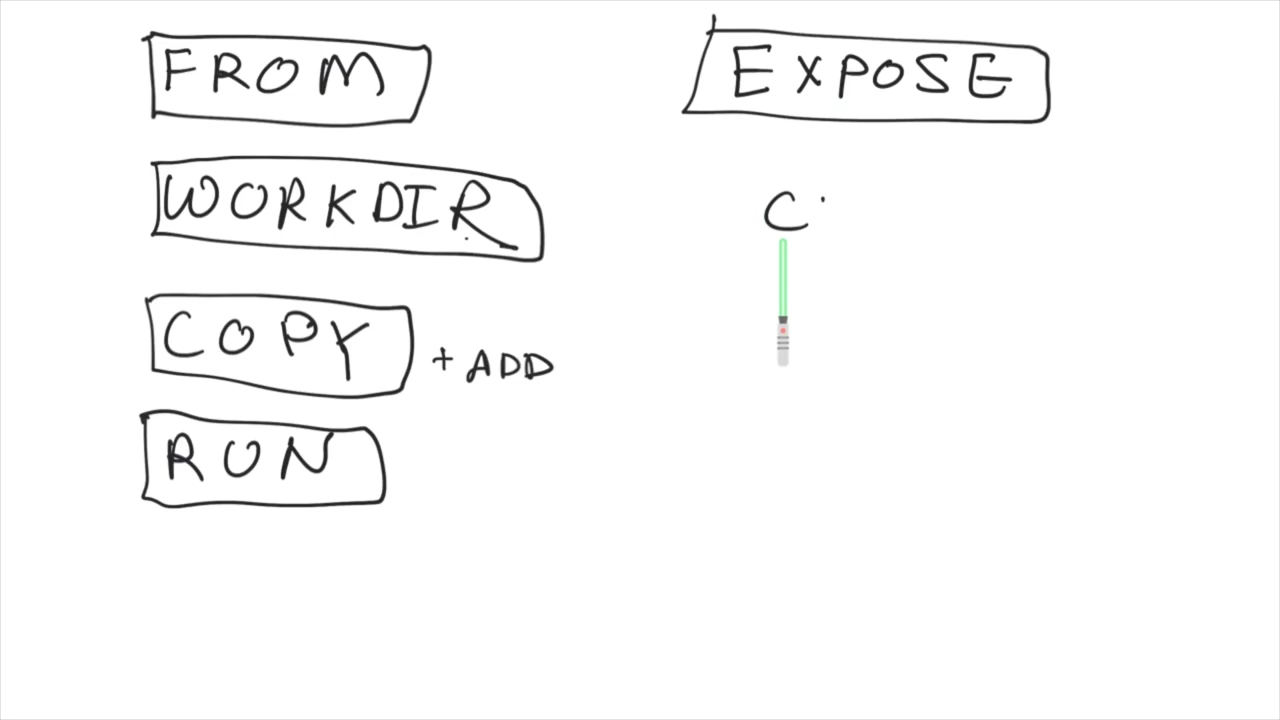 FROM
WORKDIR
COPY + ADD
RUN
EXPOSE
C